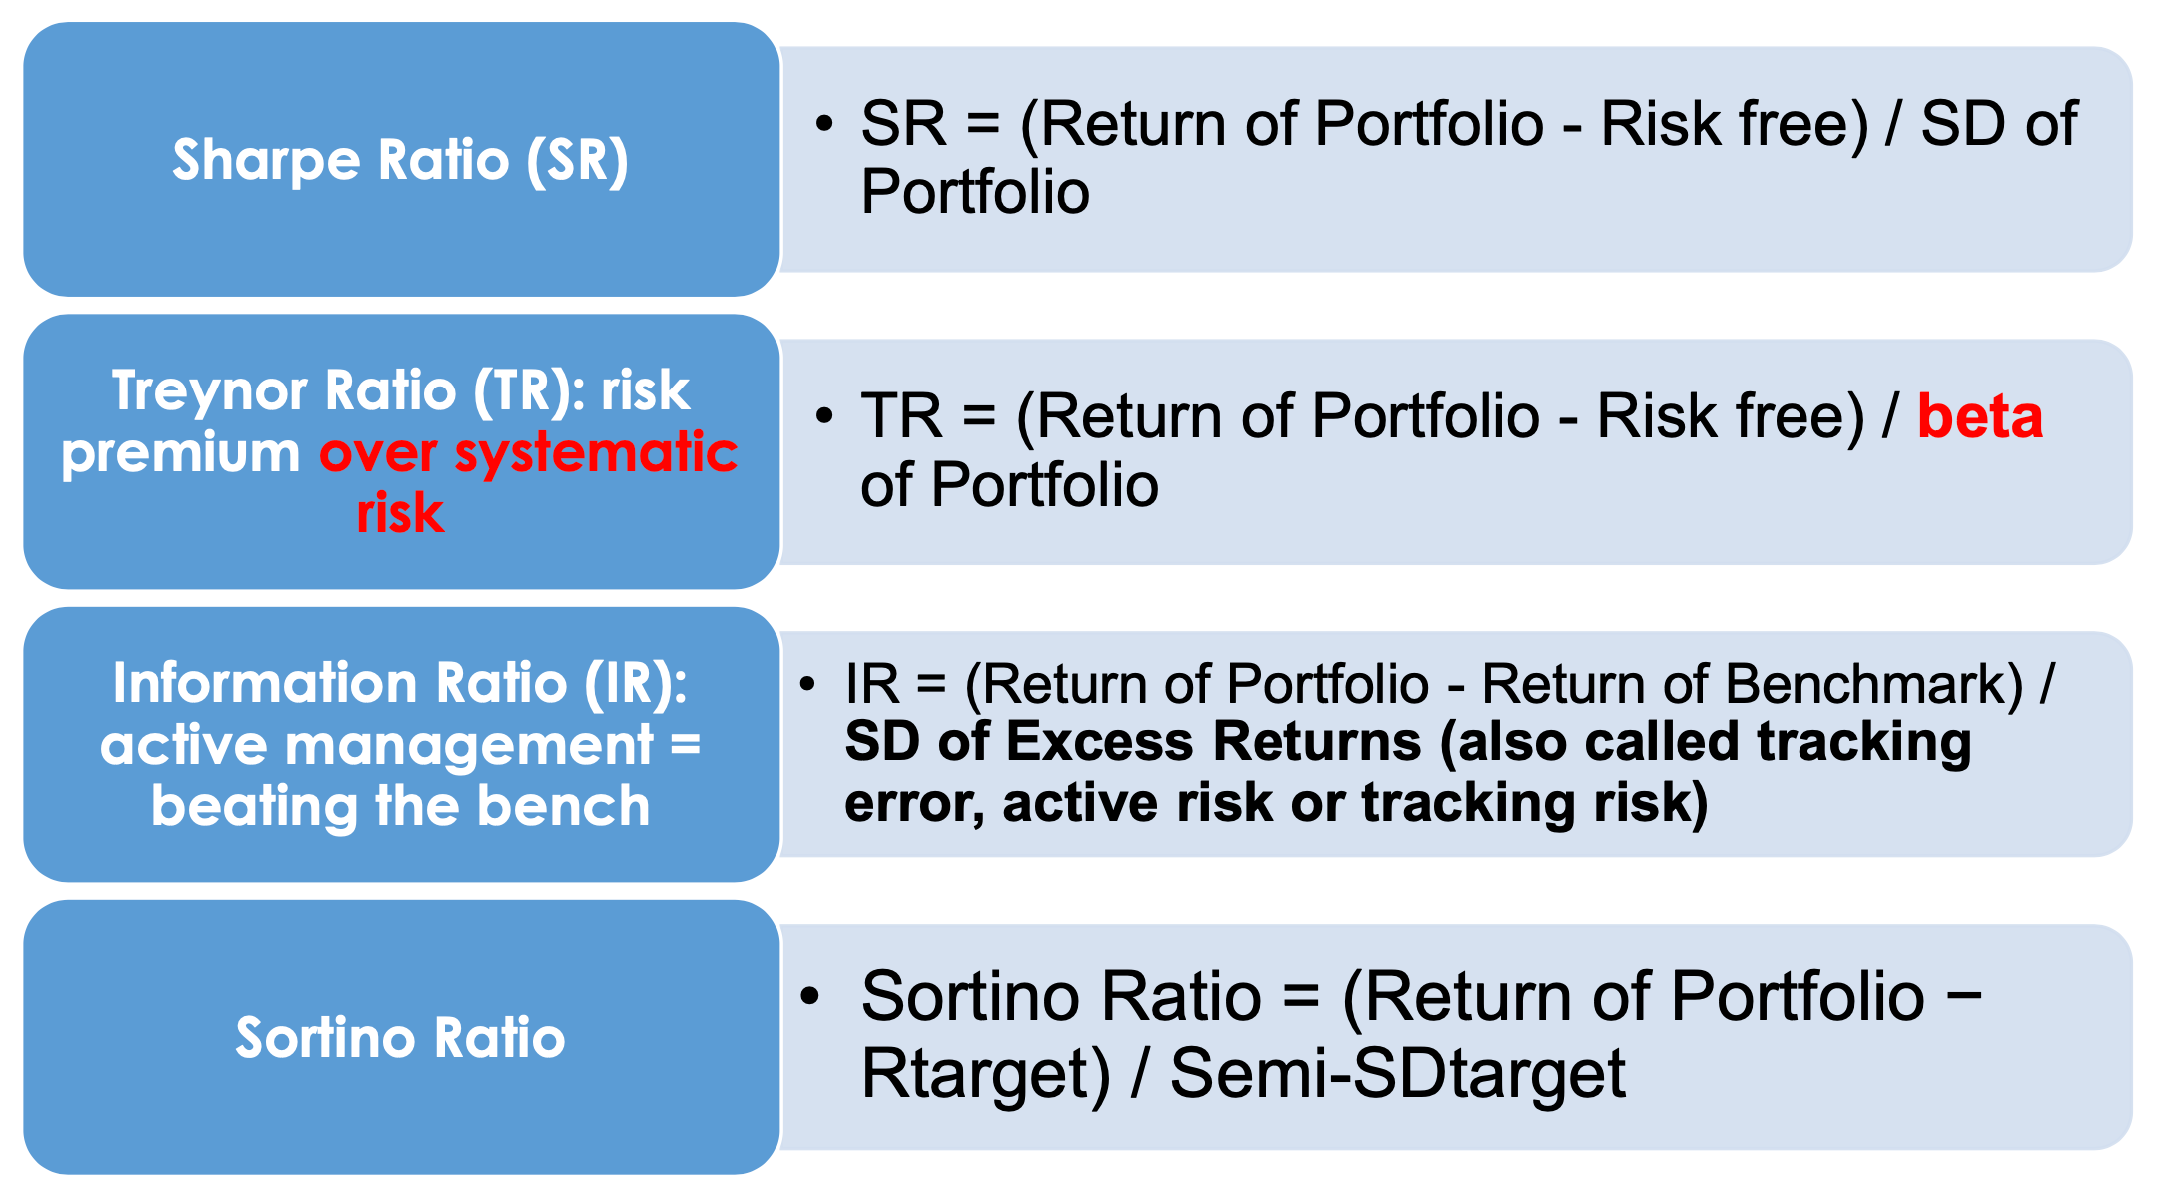 Sharpe Ratio (SR)
• SR = (Return of Portfolio - Risk free) / SD of
Portfolio
Treynor Ratio (TR): risk
premium over systematic
risk
• TR = (Return of Portfolio - Risk free) / beta
of Portfolio
Information Ratio (IR):
active management =
beating the bench
• IR = (Return of Portfolio - Return of Benchmark) /
SD of Excess Returns (also called tracking
error, active risk or tracking risk)
Sortino Ratio
• Sortino Ratio = (Return of Portfolio −
Rtarget) / Semi-SDtarget